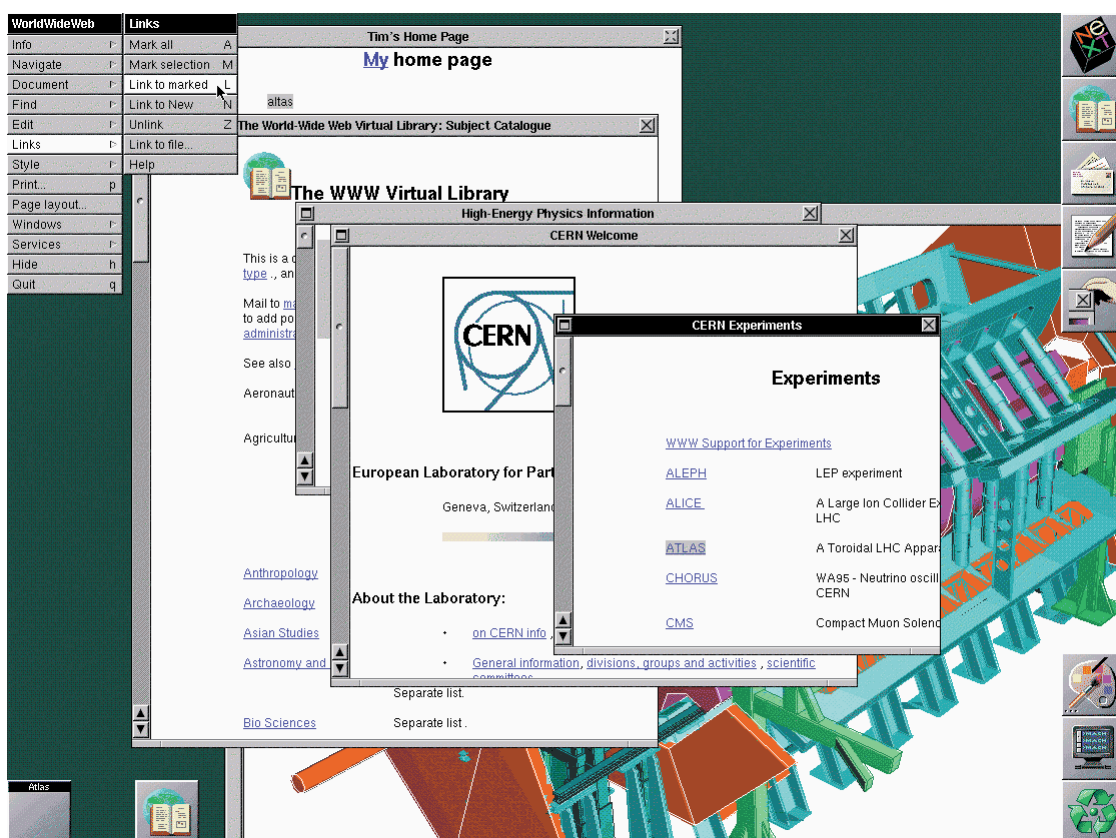 WorldWideWeb
Info
Navigate
Document
Find
Edit
Links
Style
Print... p
Page layout...
Windows
Services
Hide h
Quit q
Links
Mark all A
Mark selection M
Link to marked L
Link to New N
Unlink Z
Link to file...
Help
Tim's Home Page
My home page
altas
The World-Wide Web Virtual Library: Subject Catalogue
The WWW Virtual Library
This is a
type ., an
Mail to
to add po
administra
See also
Aeronaut
Agricultu
Anthropology
Archaeology
Asian Studies
Astronomy and
Separate list.
Bio Sciences Separate list .
High-Energy Physics Information
CERN Welcome
CERN
European Laboratory for Part
Geneva, Switzerland
About the Laboratory:
· on CERN info ,
· General information, divisions, groups and activities , scientific
committees
CERN Experiments
Experiments
WWW Support for Experiments
ALEPH LEP experiment
ALICE A Large Ion Collider Ex
LHC
ATLAS A Toroidal LHC Appara
CHORUS WA95 - Neutrino oscill
CERN
CMS Compact Muon Solenc
NeXT
Atlas